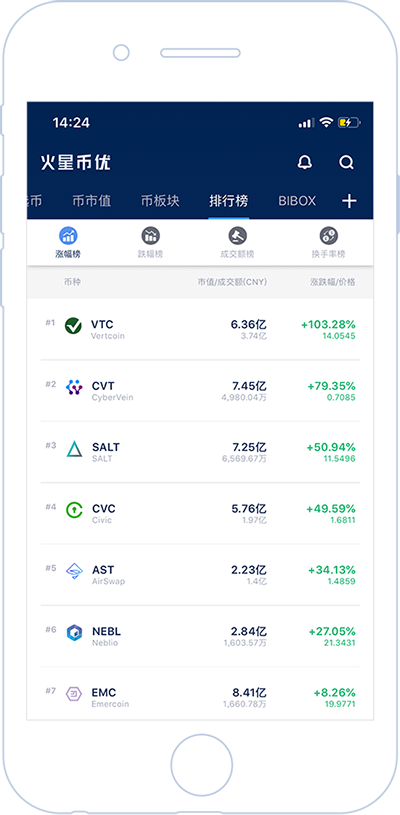 14:24
火星币优
币 币市值 币板块 排行榜 BIBOX
涨幅榜 跌幅榜 成交额榜 换手率榜
币种 市值/成交额(CNY) 涨跌幅/价格
#1 VTC 6.36亿 +103.28%
Vertcoin 3.74亿 14.0545
#2 CVT 7.45亿 +79.35%
CyberVein 4,980.04万 0.7085
#3 SALT 7.25亿 +50.94%
SALT 6,569.67万 11.5496
#4 CVC 5.76亿 +49.59%
Civic 1.97亿 1.6811
#5 AST 2.23亿 +34.13%
AirSwap 1.4亿 1.4859
#6 NEBL 2.84亿 +27.05%
Neblio 1,603.57万 21.3431
#7 EMC 8.41亿 +8.26%
Emercoin 1,660.78万 19.9771